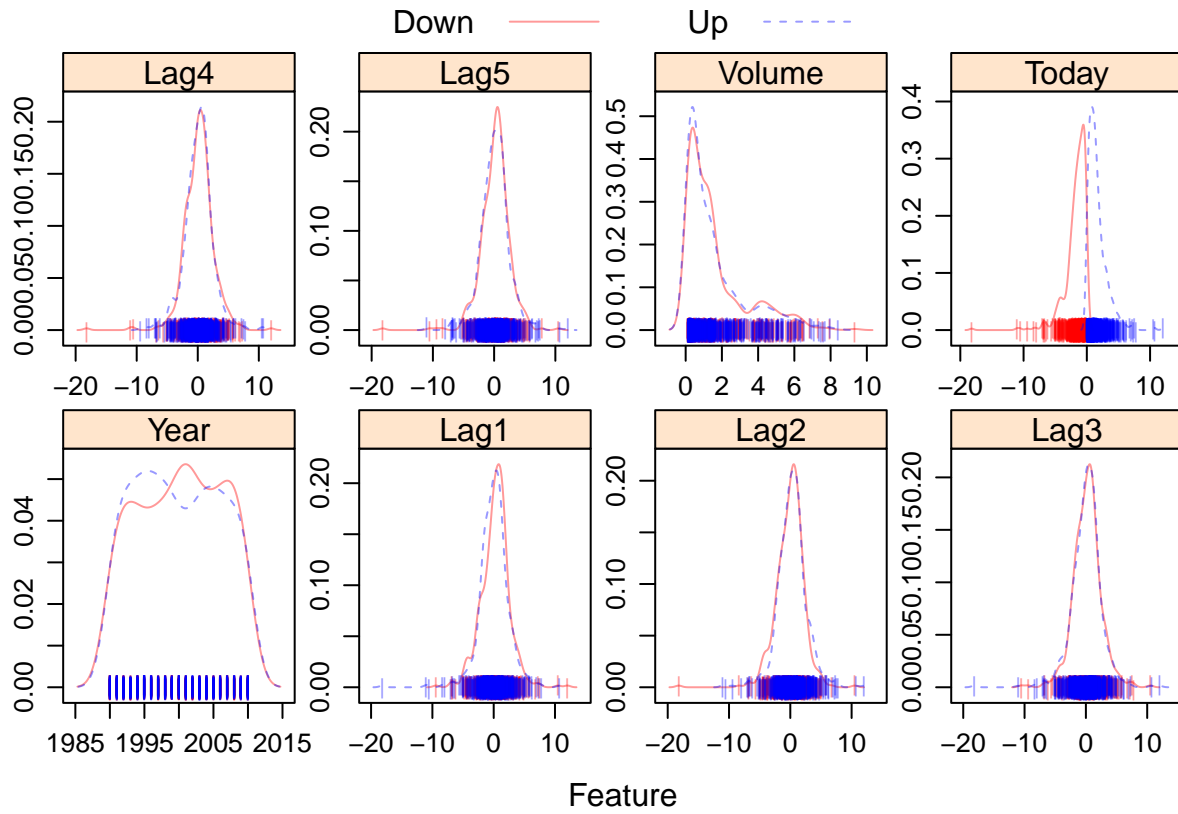 Down Up
Lag4 Lag5 Volume Today
0.00 0.05 0.10 0.15 0.20
0.00 0.10 0.20
0.0 0.1 0.2 0.3 0.4 0.5
0.0 0.1 0.2 0.3 0.4
−20 −10 0 10
−20 −10 0 10
0 2 4 6 8 10
−20 −10 0 10
Year Lag1 Lag2 Lag3
0.00 0.02 0.04
0.00 0.10 0.20
0.00 0.10 0.20
0.00 0.05 0.10 0.15 0.20
1985 1995 2005 2015
−20 −10 0 10
−20 −10 0 10
−20 −10 0 10
Feature